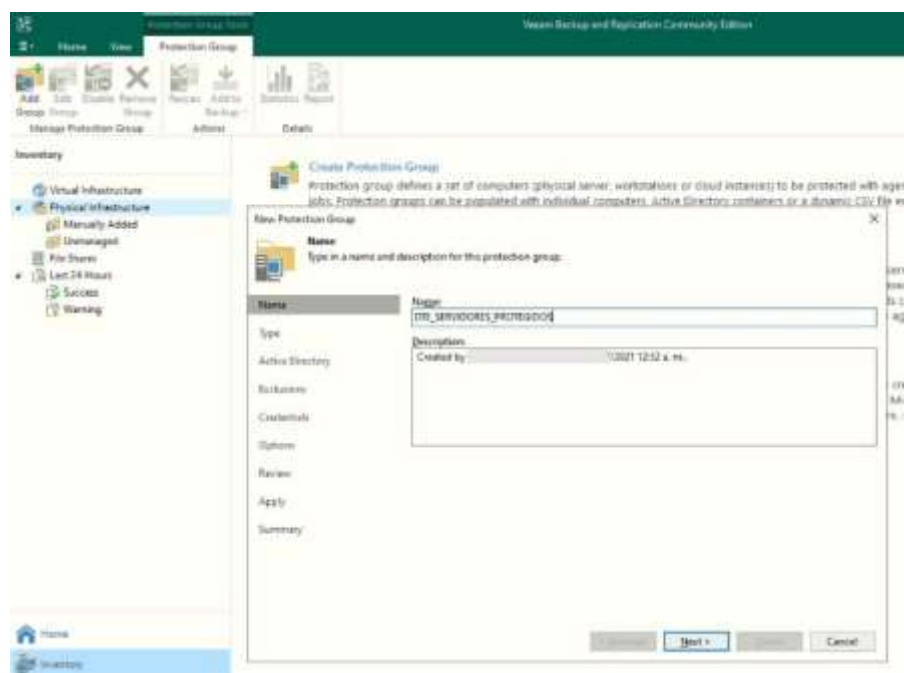 Protection Group Tools
Veeam Backup and Replication Community Edition
Home View Protection Group
Add Group
Edit Group
Disable
Remove Group
Rescan
Add to Backup
Statistics
Report
Manage Protection Group
Actions
Details
Inventory
Virtual Infrastructure
Physical Infrastructure
Manually Added
Unmanaged
File Shares
Last 24 Hours
Success
Warning
Create Protection Group
Protection group defines a set of computers (physical server, workstations or cloud instances) to be protected with
jobs. Protection groups can be populated with individual computers, Active Directory containers or a dynamic CSV file
New Protection Group
Name
Type in a name and description for this protection group.
Name
Type
Active Directory
Exclusions
Credentials
Options
Review
Apply
Summary
Name:
SERVIDORES_PROTEGIDOS
Description:
Created by
2021 12:52 a. m.
Next >
Cancel
Home
Inventory